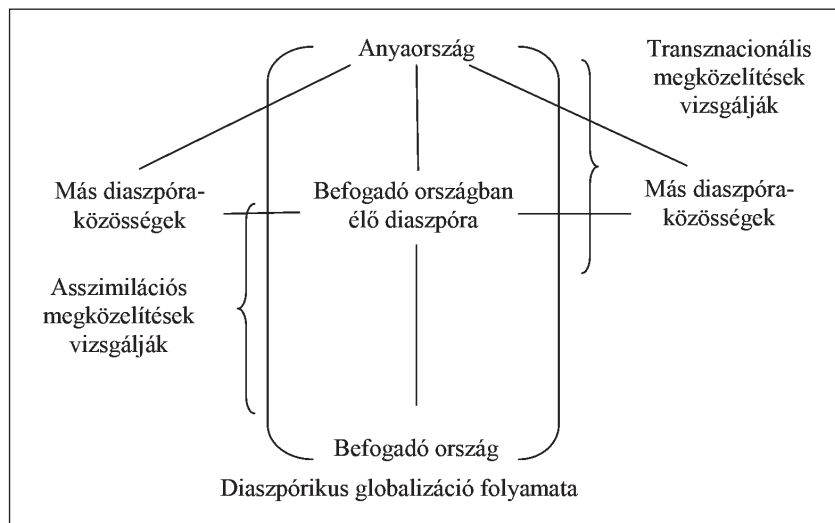 Anyaország
Transznacionális
megközelítések
vizsgálják
Más diaszpóra-
közösségek
Befogadó országban
élő diaszpóra
Más diaszpóra-
közösségek
Asszimilációs
megközelítések
vizsgálják
Befogadó ország
Diaszpórikus globalizáció folyamata